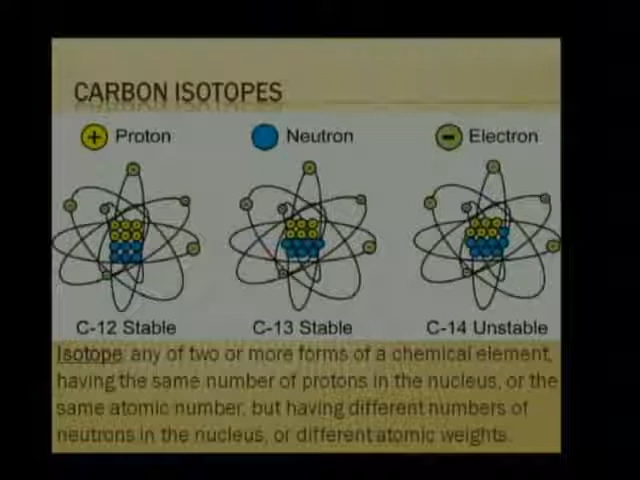 CARBON ISOTOPES
+ Proton
Neutron
- Electron
C-12 Stable
C-13 Stable
C-14 Unstable
Isotope: any of two or more forms of a chemical element,
having the same number of protons in the nucleus, or the
same atomic number, but having different numbers of
neutrons in the nucleus, or different atomic weights.